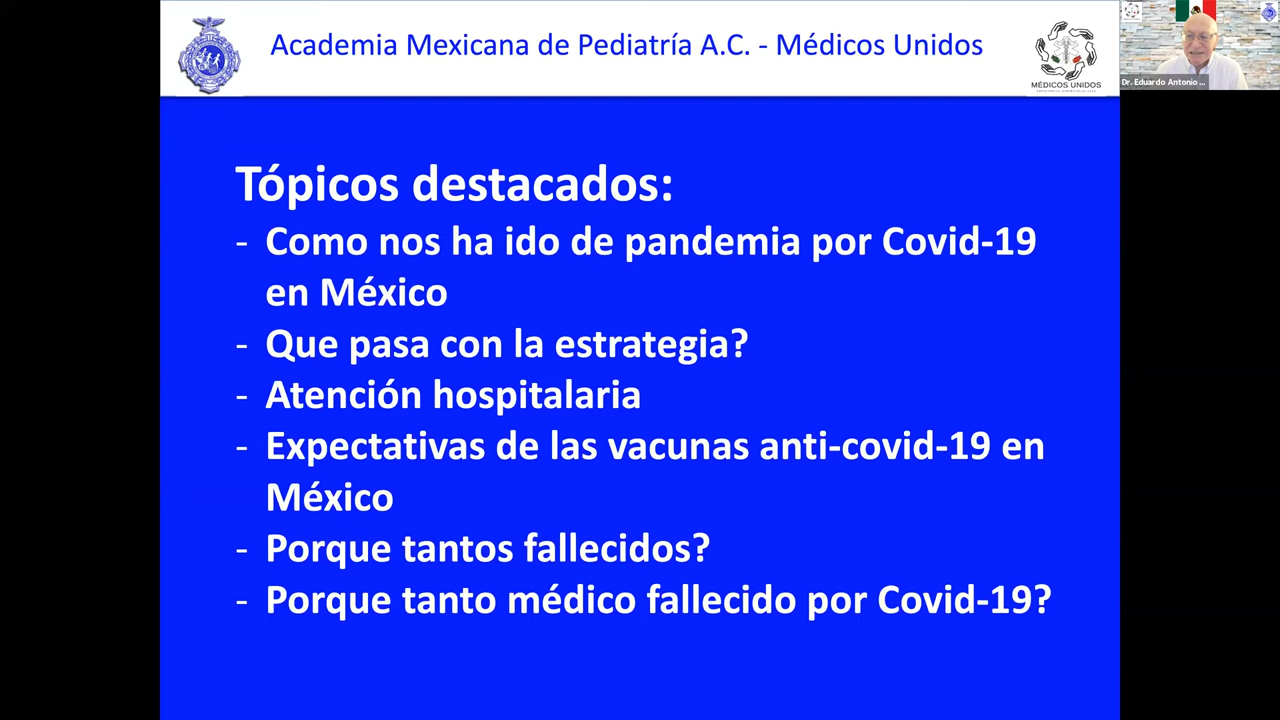 Academia Mexicana de Pediatría A.C. - Médicos Unidos
MÉDICOS UNIDOS
Dr. Eduardo Antonio ...
Tópicos destacados:
- Como nos ha ido de pandemia por Covid-19
en México
- Que pasa con la estrategia?
- Atención hospitalaria
- Expectativas de las vacunas anti-covid-19 en
México
- Porque tantos fallecidos?
- Porque tanto médico fallecido por Covid-19?